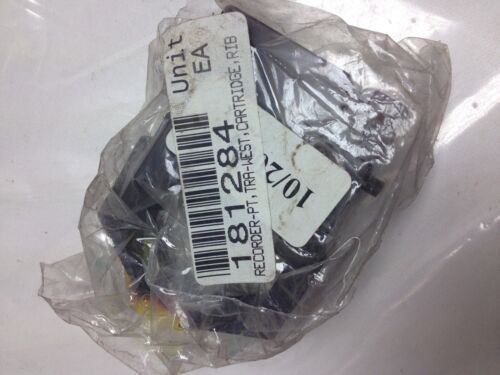 Unit
EA
181284
RECORDER-PT,TRA-WEST,CARTRIDGE,RIB
10/2